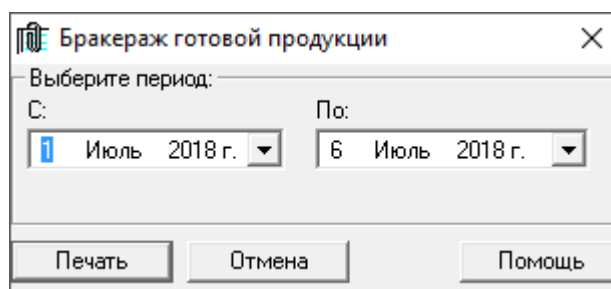 Бракераж готовой продукции
Выберите период:
С: По:
1 Июль 2018 г. 6 Июль 2018 г.
Печать Отмена Помощь